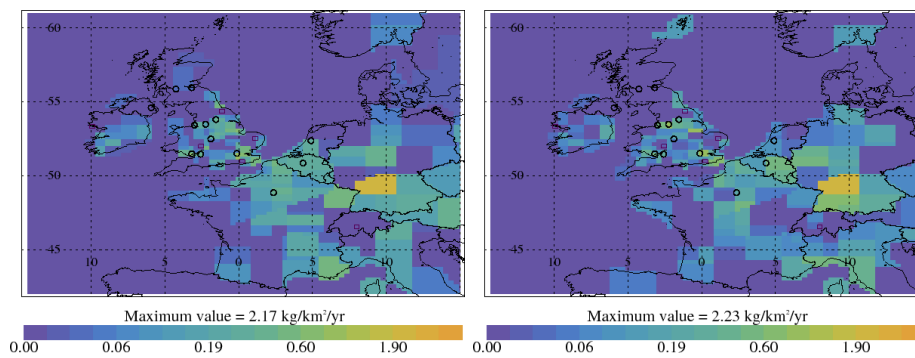 60 60
55 55
50 50
45 45
10 5 0 5 10 10 5 0 5 10
Maximum value = 2.17 kg/km²/yr Maximum value = 2.23 kg/km²/yr
0.00 0.06 0.19 0.60 1.90 0.00 0.06 0.19 0.60 1.90